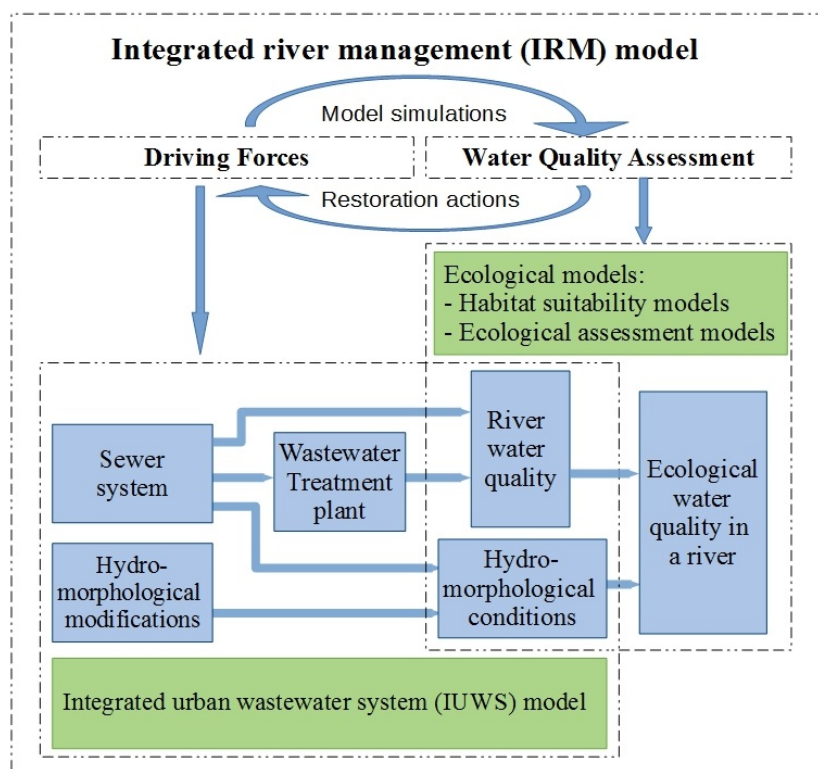 Integrated river management (IRM) model
Model simulations
Driving Forces
Water Quality Assessment
Restoration actions
Ecological models:
- Habitat suitability models
- Ecological assessment models
Sewer
system
Wastewater
Treatment
plant
River
water
quality
Ecological
water
quality in
a river
Hydro-
morphological
modifications
Hydro-
morphological
conditions
Integrated urban wastewater system (IUWS) model